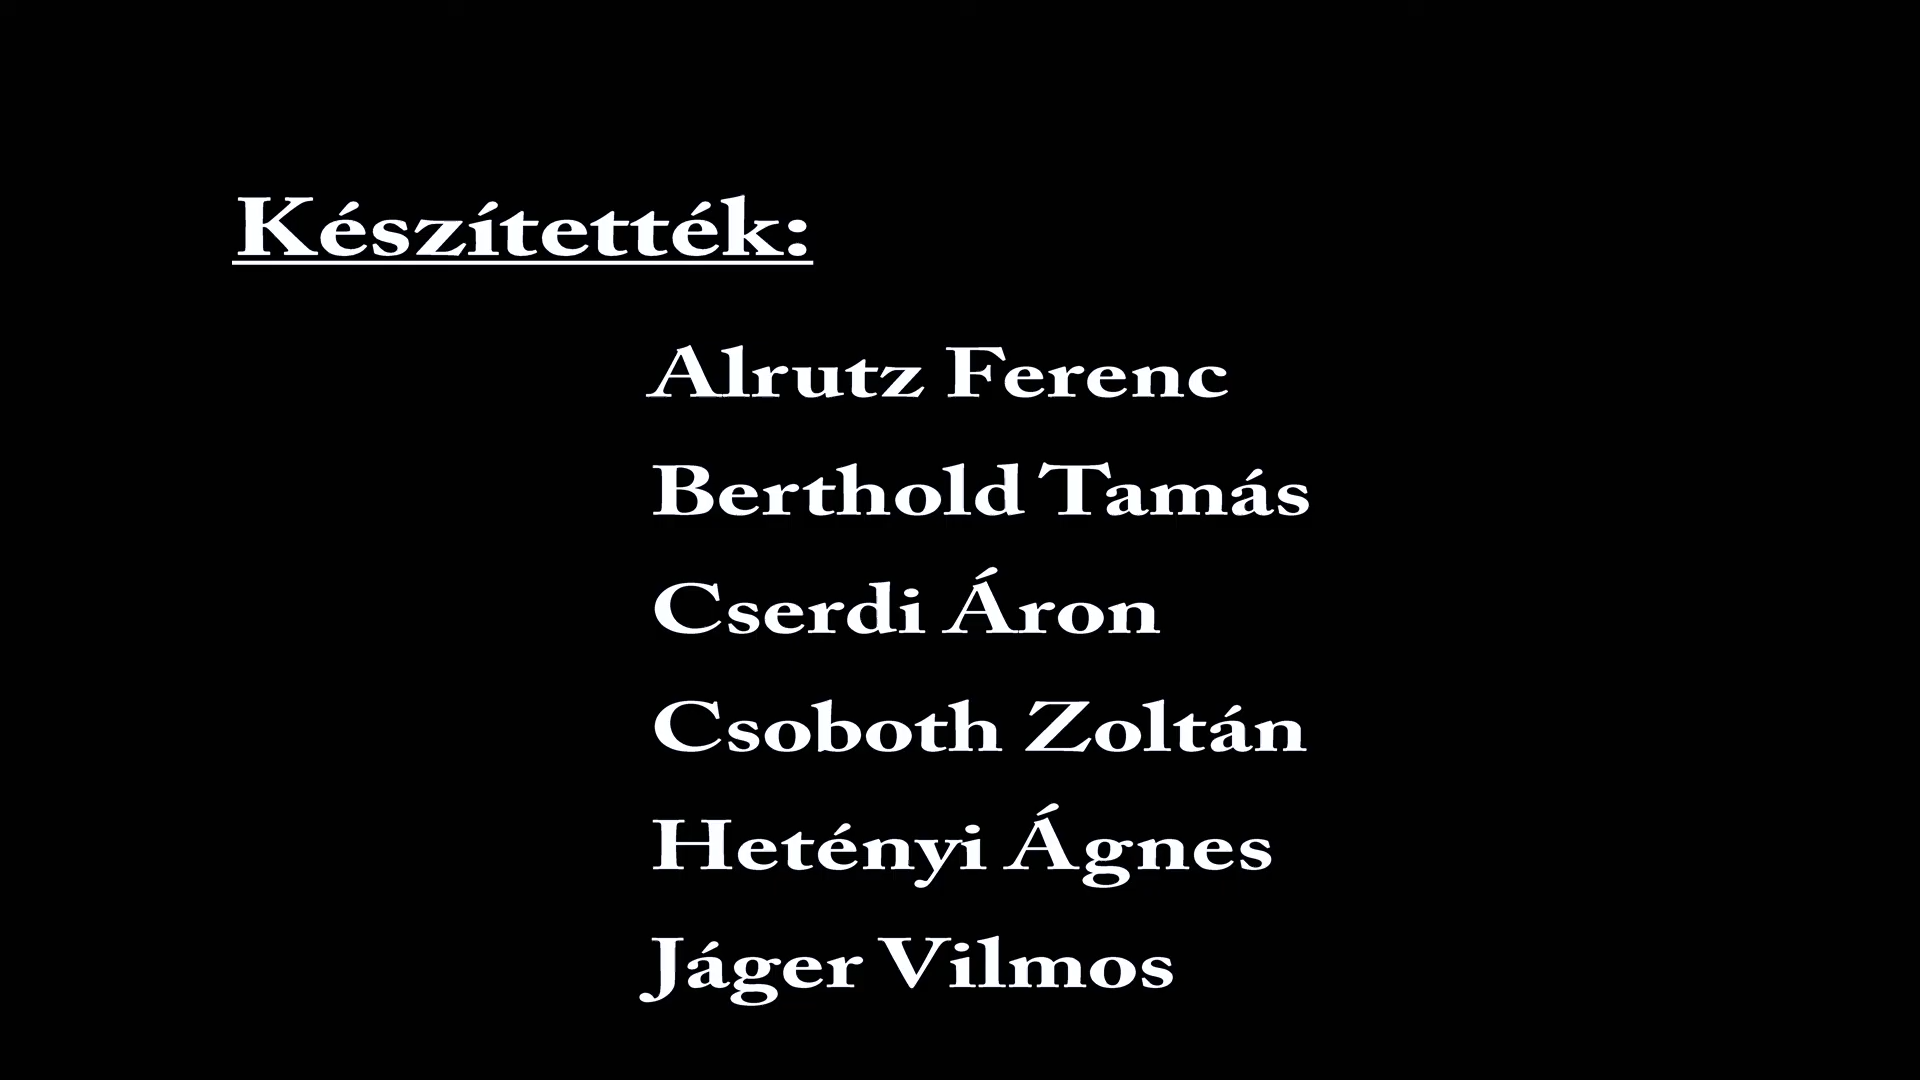 Készítették:
Alrutz Ferenc
Berthold Tamás
Cserdi Áron
Csoboth Zoltán
Hetényi Ágnes
Jáger Vilmos